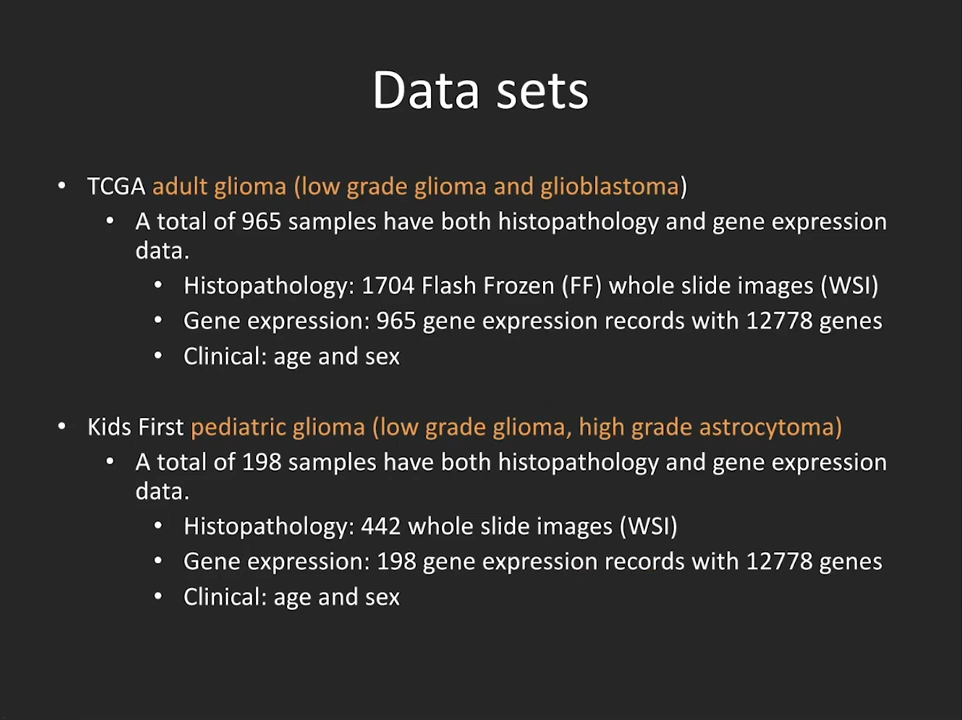 Data sets
• TCGA adult glioma (low grade glioma and glioblastoma)
• A total of 965 samples have both histopathology and gene expression
data.
• Histopathology: 1704 Flash Frozen (FF) whole slide images (WSI)
• Gene expression: 965 gene expression records with 12778 genes
• Clinical: age and sex
• Kids First pediatric glioma (low grade glioma, high grade astrocytoma)
• A total of 198 samples have both histopathology and gene expression
data.
• Histopathology: 442 whole slide images (WSI)
• Gene expression: 198 gene expression records with 12778 genes
• Clinical: age and sex